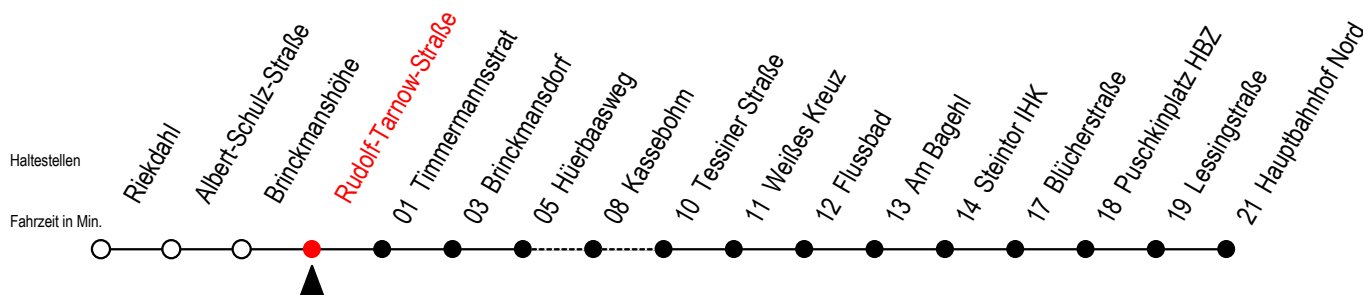 Haltestellen
Fahrzeit in Min.
Riekdahl
Albert-Schulz-Straße
Brinckmanshöhe
Rudolf-Tarnow-Straße
01 Timmermannsstrat
03 Brinckmansdorf
05 Hüerbaasweg
08 Kassebohm
10 Tessiner Straße
11 Weißes Kreuz
12 Flussbad
13 Am Bagehl
14 Steintor IHK
17 Blücherstraße
18 Puschkinplatz HBZ
19 Lessingstraße
21 Hauptbahnhof Nord